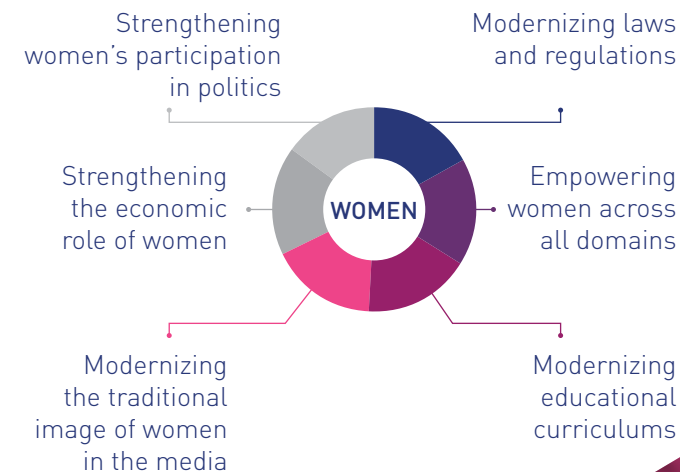 Strengthening
women’s participation
in politics
Modernizing laws
and regulations
Strengthening
the economic
role of women
WOMEN
Empowering
women across
all domains
Modernizing
the traditional
image of women
in the media
Modernizing
educational
curriculums